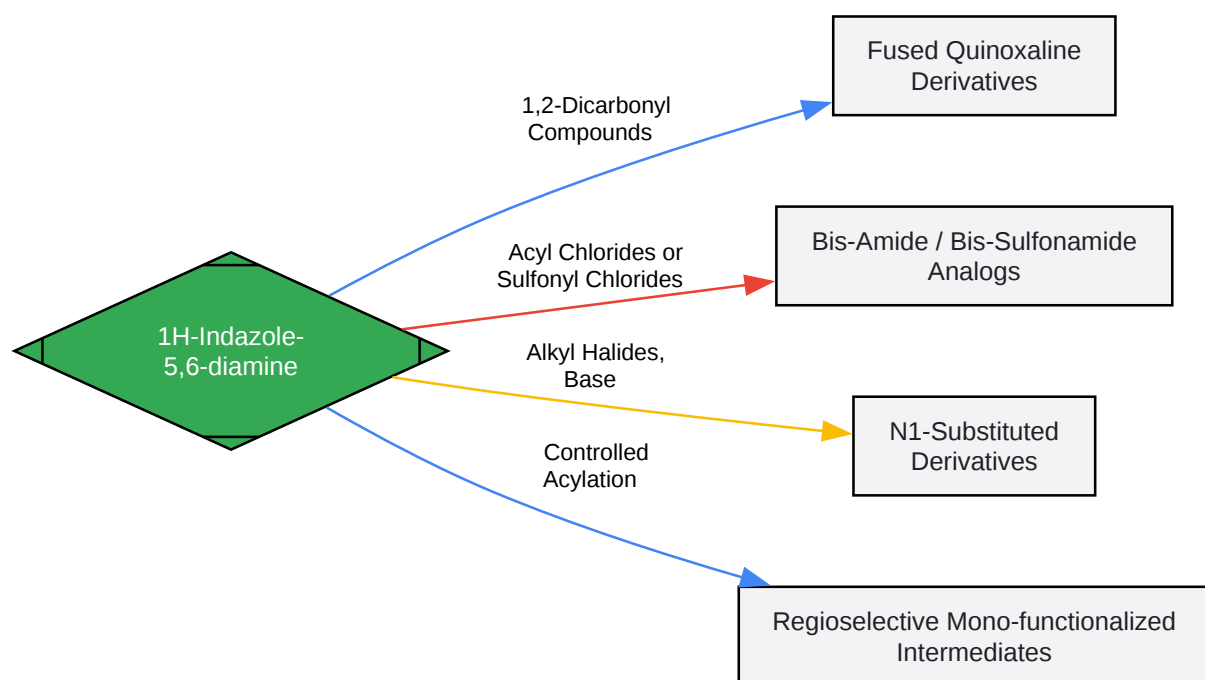 1H-Indazole-
5,6-diamine
1,2-Dicarbonyl
Compounds
Fused Quinoxaline
Derivatives
Acyl Chlorides or
Sulfonyl Chlorides
Bis-Amide / Bis-Sulfonamide
Analogs
Alkyl Halides,
Base
N1-Substituted
Derivatives
Controlled
Acylation
Regioselective Mono-functionalized
Intermediates